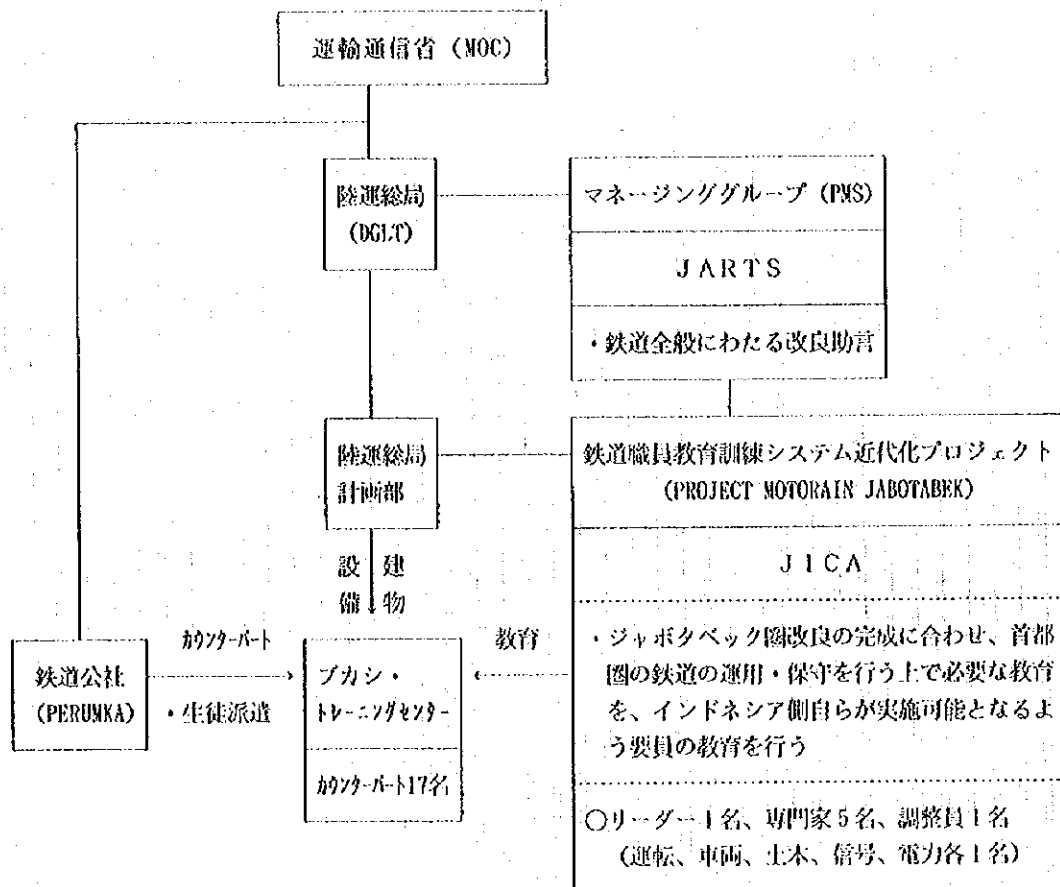 運輸通信省 (MOC)
陸運総局
(DGLT)
マネージンググループ (PMS)
JARTS
・鉄道全般にわたる改良助言
陸運総局
計画部
鉄道職員教育訓練システム近代化プロジェクト
(PROJECT MOTORAIN JABOTABEK)
JICA
設備
建物
・ジャボタベック圏改良の完成に合わせ、首都
圏の鉄道の運用・保守を行う上で必要な教育
を、インドネシア側自らが実施可能となるよ
う要員の教育を行う
○リーダー1名、専門家5名、調整員1名
(運転、車両、土木、信号、電力各1名)
鉄道公社
(PERUMKA)
カウンターパート
・生徒派遣
ブカシ・
トレーニングセンター
カウンターパート17名
教育